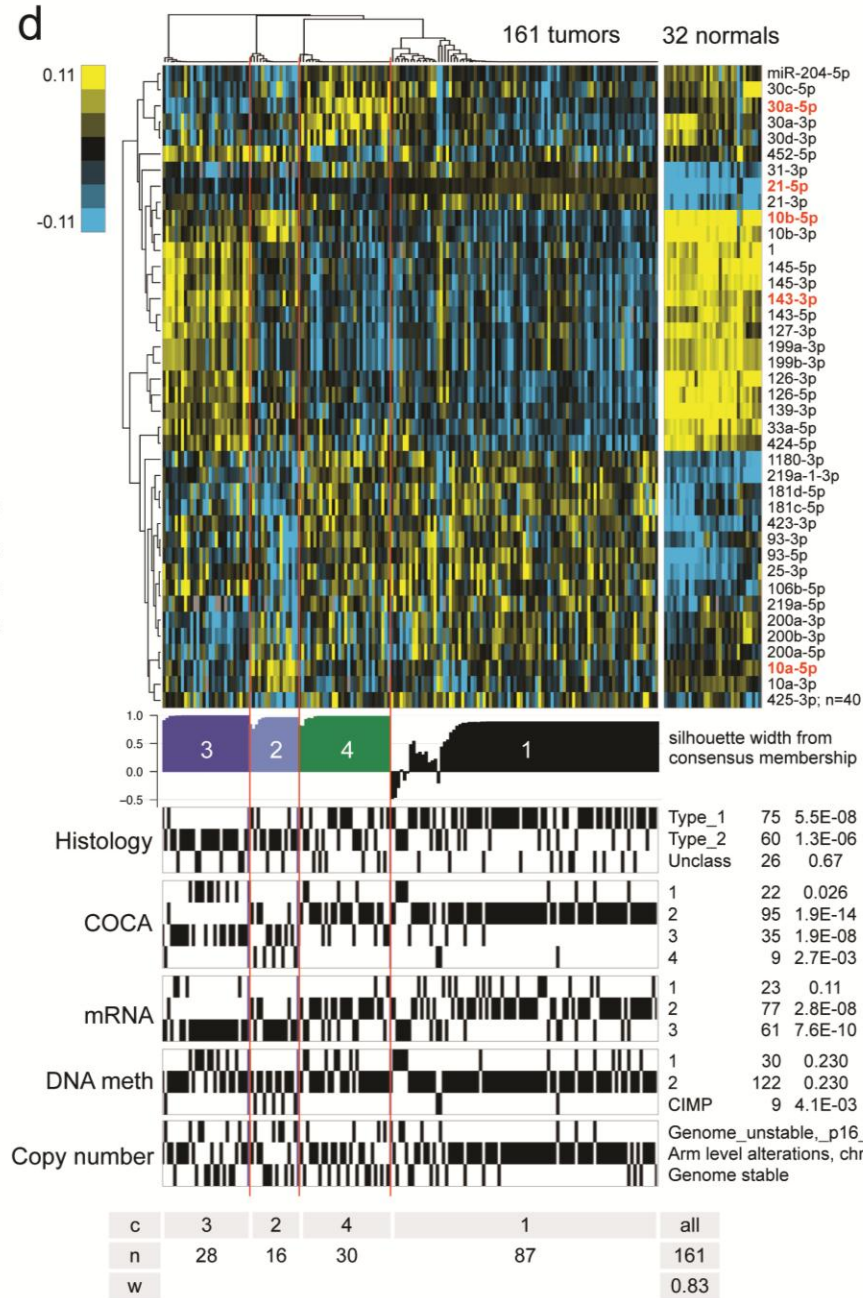 d
161 tumors 32 normals
0.11
-0.11
miR-204-5p
30c-5p
30a-5p
30a-3p
30d-3p
452-5p
31-3p
21-5p
21-3p
10b-5p
10b-3p
1
145-5p
145-3p
143-3p
143-5p
127-3p
199a-3p
199b-3p
126-3p
126-5p
139-3p
33a-5p
424-5p
1180-3p
219a-1-3p
181d-5p
181c-5p
423-3p
93-3p
93-5p
25-3p
106b-5p
219a-5p
200a-3p
200b-3p
200a-5p
10a-5p
10a-3p
425-3p; n=40
1.0
0.5
0.0
−0.5
3 2 4 1
silhouette width from
consensus membership
Histology
Type_1 75 5.5E-08
Type_2 60 1.3E-06
Unclass 26 0.67
COCA
1 22 0.026
2 95 1.9E-14
3 35 1.9E-08
4 9 2.7E-03
mRNA
1 23 0.11
2 77 2.8E-08
3 61 7.6E-10
DNA meth
1 30 0.230
2 122 0.230
CIMP 9 4.1E-03
Copy number
Genome_unstable,_p16_
Arm level alterations, chr
Genome stable
c 3 2 4 1 all
n 28 16 30 87 161
w 0.83